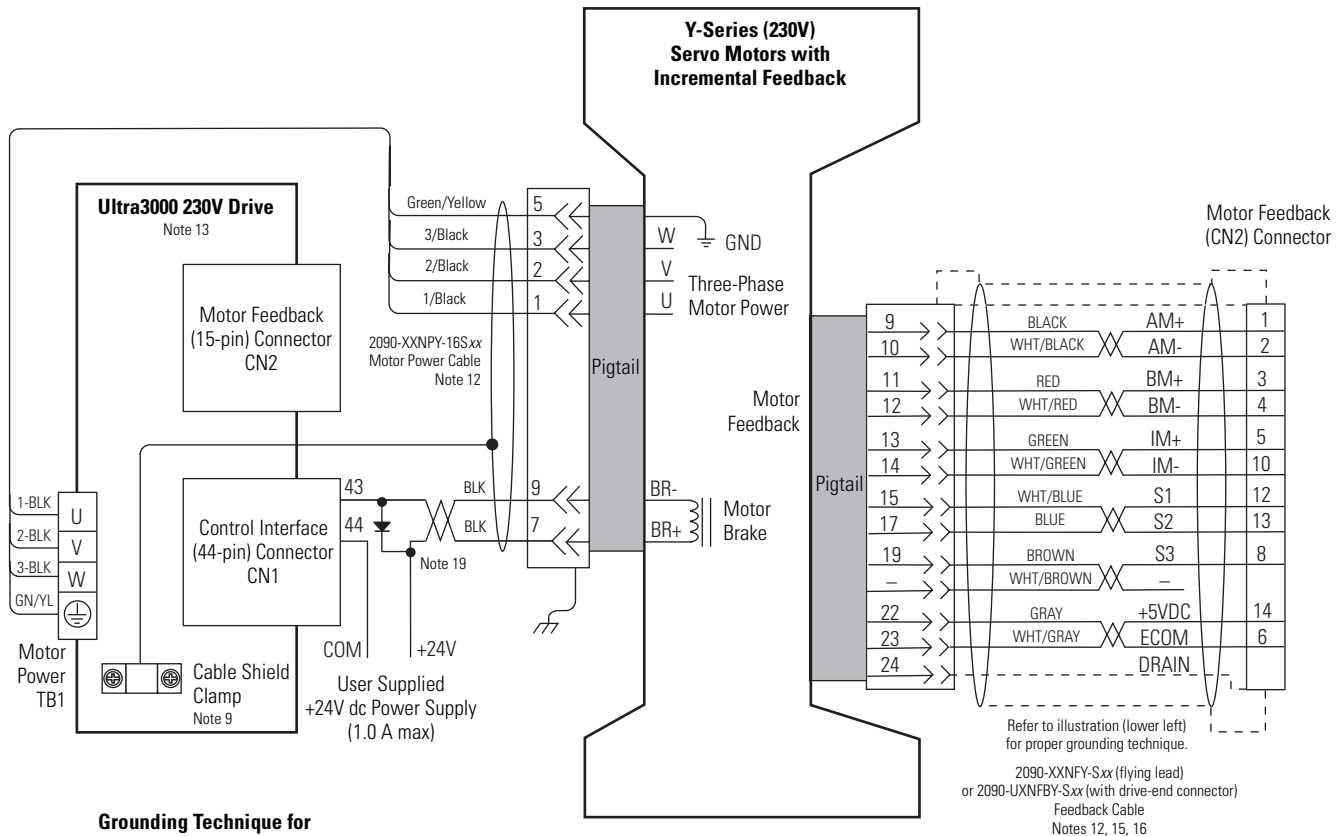 Y-Series (230V)
Servo Motors with
Incremental Feedback
Ultra3000 230V Drive
Note 13
Motor Feedback
(15-pin) Connector
CN2
Control Interface
(44-pin) Connector
CN1
1-BLK
2-BLK
3-BLK
GN/YL
U
V
W
Motor
Power
TB1
Cable Shield
Clamp
Note 9
43
44
COM
+24V
User Supplied
+24V dc Power Supply
(1.0 A max)
Note 19
Green/Yellow
3/Black
2/Black
1/Black
2090-XXNPY-16Sxx
Motor Power Cable
Note 12
BLK
BLK
5
3
2
1
9
7
Pigtail
W
V
U
GND
Three-Phase
Motor Power
BR-
BR+
Motor
Brake
Motor
Feedback
Pigtail
Motor Feedback
(CN2) Connector
9 BLACK AM+ 1
10 WHT/BLACK AM- 2
11 RED BM+ 3
12 WHT/RED BM- 4
13 GREEN IM+ 5
14 WHT/GREEN IM- 10
15 WHT/BLUE S1 12
17 BLUE S2 13
19 BROWN S3 8
– WHT/BROWN –
22 GRAY +5VDC 14
23 WHT/GRAY ECOM 6
24 DRAIN
Refer to illustration (lower left)
for proper grounding technique.
2090-XXNFY-Sxx (flying lead)
or 2090-UXNFBY-Sxx (with drive-end connector)
Feedback Cable
Notes 12, 15, 16
Grounding Technique for